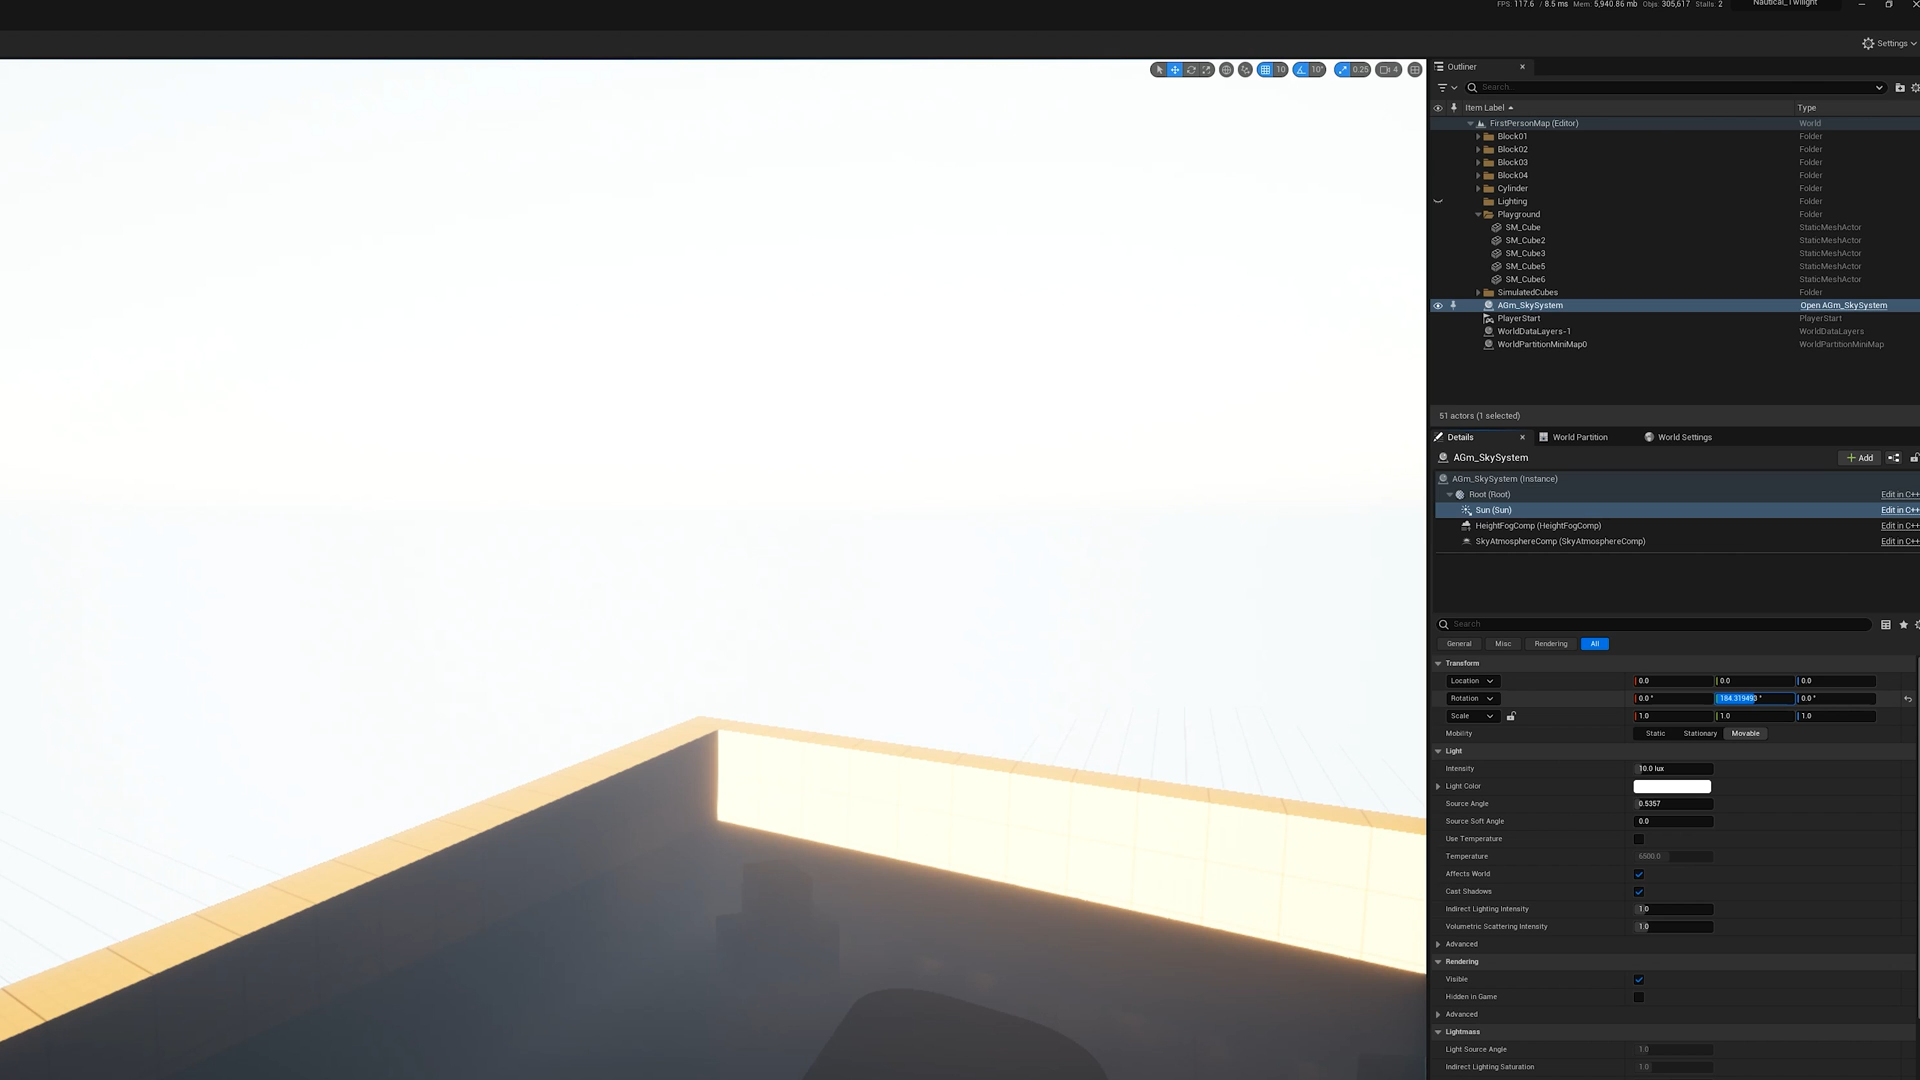 FPS: 117.6 / 8.5 ms Mem: 5,940.86 mb Objs: 305,617 Stalls: 2 Nautical_Twilight
Settings
10 10° 0.25 4
Outliner
Search...
Item Label Type
FirstPersonMap (Editor) World
Block01 Folder
Block02 Folder
Block03 Folder
Block04 Folder
Cylinder Folder
Lighting Folder
Playground Folder
SM_Cube StaticMeshActor
SM_Cube2 StaticMeshActor
SM_Cube3 StaticMeshActor
SM_Cube5 StaticMeshActor
SM_Cube6 StaticMeshActor
SimulatedCubes Folder
AGm_SkySystem Open AGm_SkySystem
PlayerStart PlayerStart
WorldDataLayers-1 WorldDataLayers
WorldPartitionMiniMap0 WorldPartitionMiniMap
51 actors (1 selected)
Details World Partition World Settings
AGm_SkySystem Add
AGm_SkySystem (Instance)
Root (Root) Edit in C++
Sun (Sun) Edit in C++
HeightFogComp (HeightFogComp) Edit in C++
SkyAtmosphereComp (SkyAtmosphereComp) Edit in C++
Search
General Misc Rendering All
Transform
Location 0.0 0.0 0.0
Rotation 0.0 ° 184.319493 ° 0.0 °
Scale 1.0 1.0 1.0
Mobility Static Stationary Movable
Light
Intensity 10.0 lux
Light Color
Source Angle 0.5357
Source Soft Angle 0.0
Use Temperature
Temperature 6500.0
Affects World
Cast Shadows
Indirect Lighting Intensity 1.0
Volumetric Scattering Intensity 1.0
Advanced
Rendering
Visible
Hidden in Game
Advanced
Lightmass
Light Source Angle 1.0
Indirect Lighting Saturation 1.0